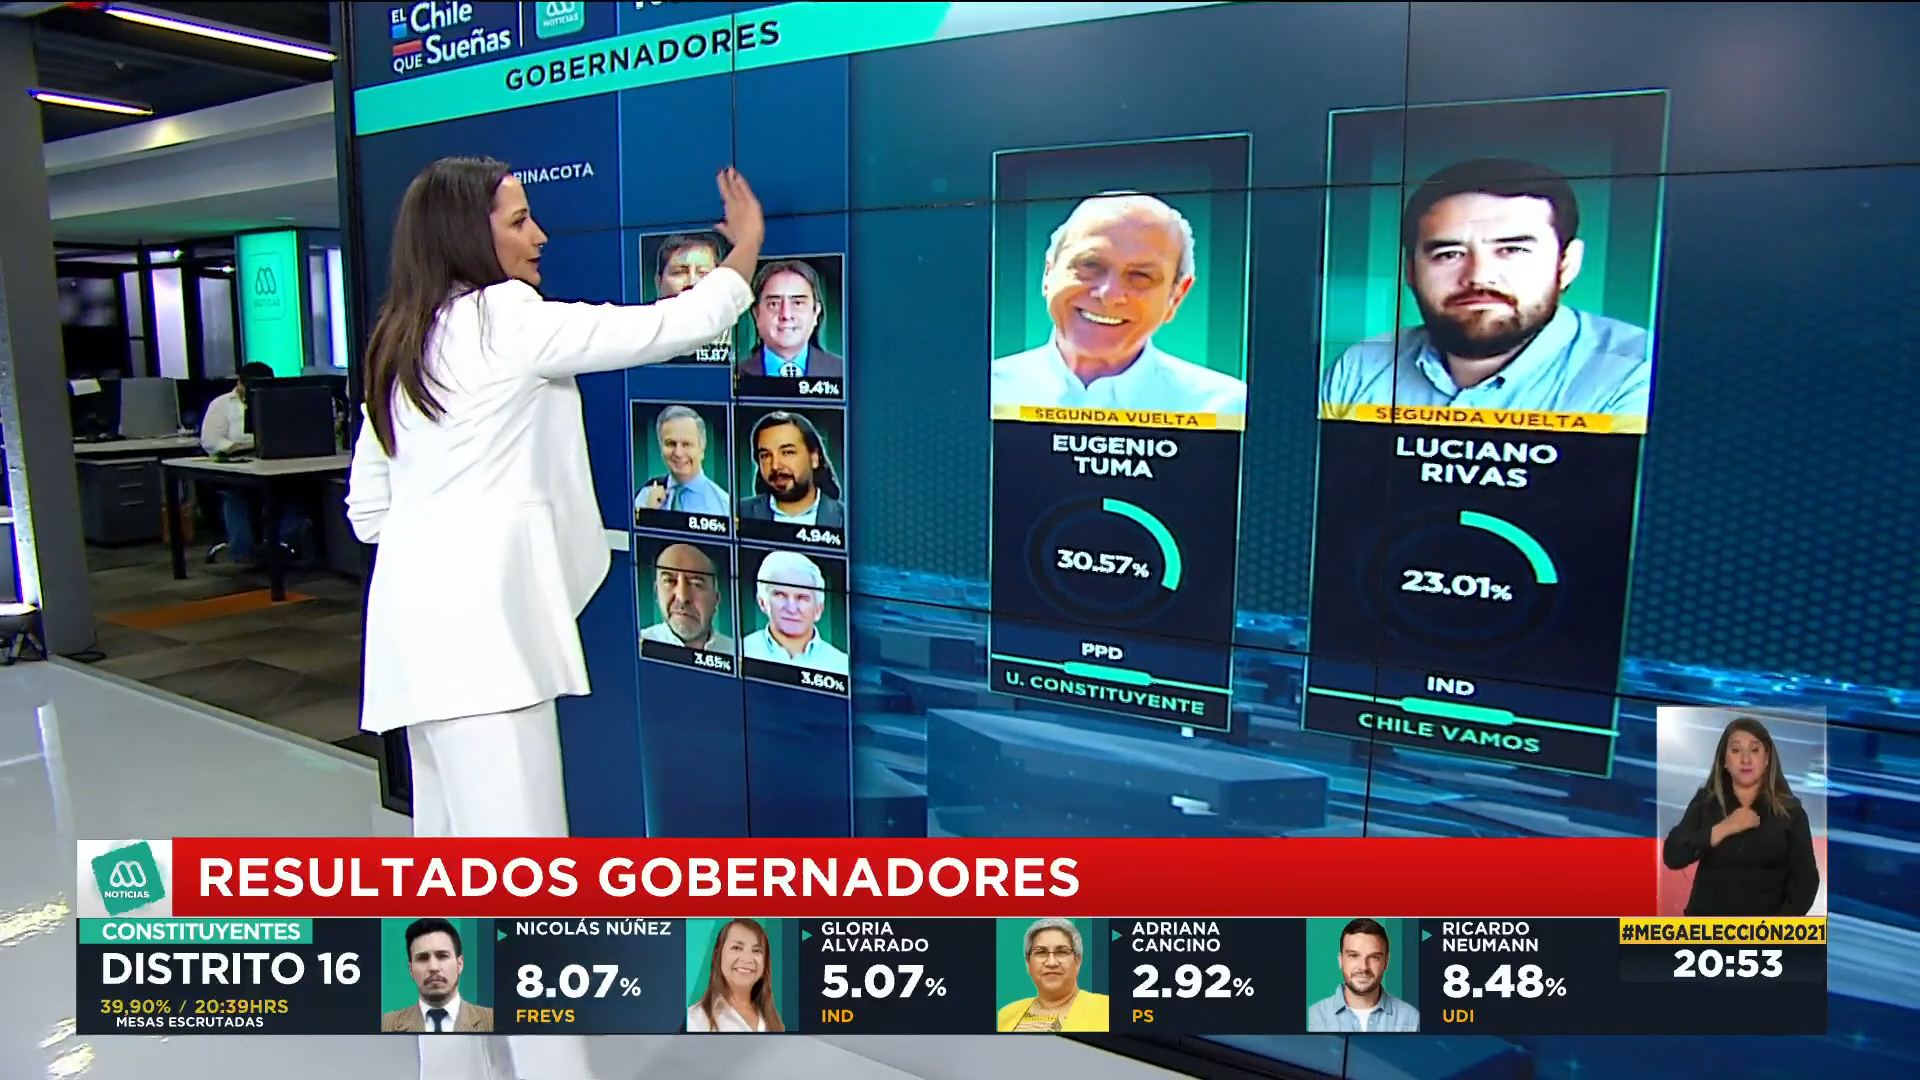 EL Chile
QUE Sueñas
NOTICIAS
GOBERNADORES
RINACOTA
NOTICIAS
15.87%
9.41%
8.96%
4.94%
3.65%
3.60%
SEGUNDA VUELTA
EUGENIO
TUMA
30.57%
PPD
U. CONSTITUYENTE
SEGUNDA VUELTA
LUCIANO
RIVAS
23.01%
IND
CHILE VAMOS
NOTICIAS
RESULTADOS GOBERNADORES
CONSTITUYENTES
DISTRITO 16
39,90% / 20:39HRS
MESAS ESCRUTADAS
NICOLÁS NÚÑEZ
8.07%
FREVS
GLORIA
ALVARADO
5.07%
IND
ADRIANA
CANCINO
2.92%
PS
RICARDO
NEUMANN
8.48%
UDI
#MEGAELECCIÓN2021
20:53